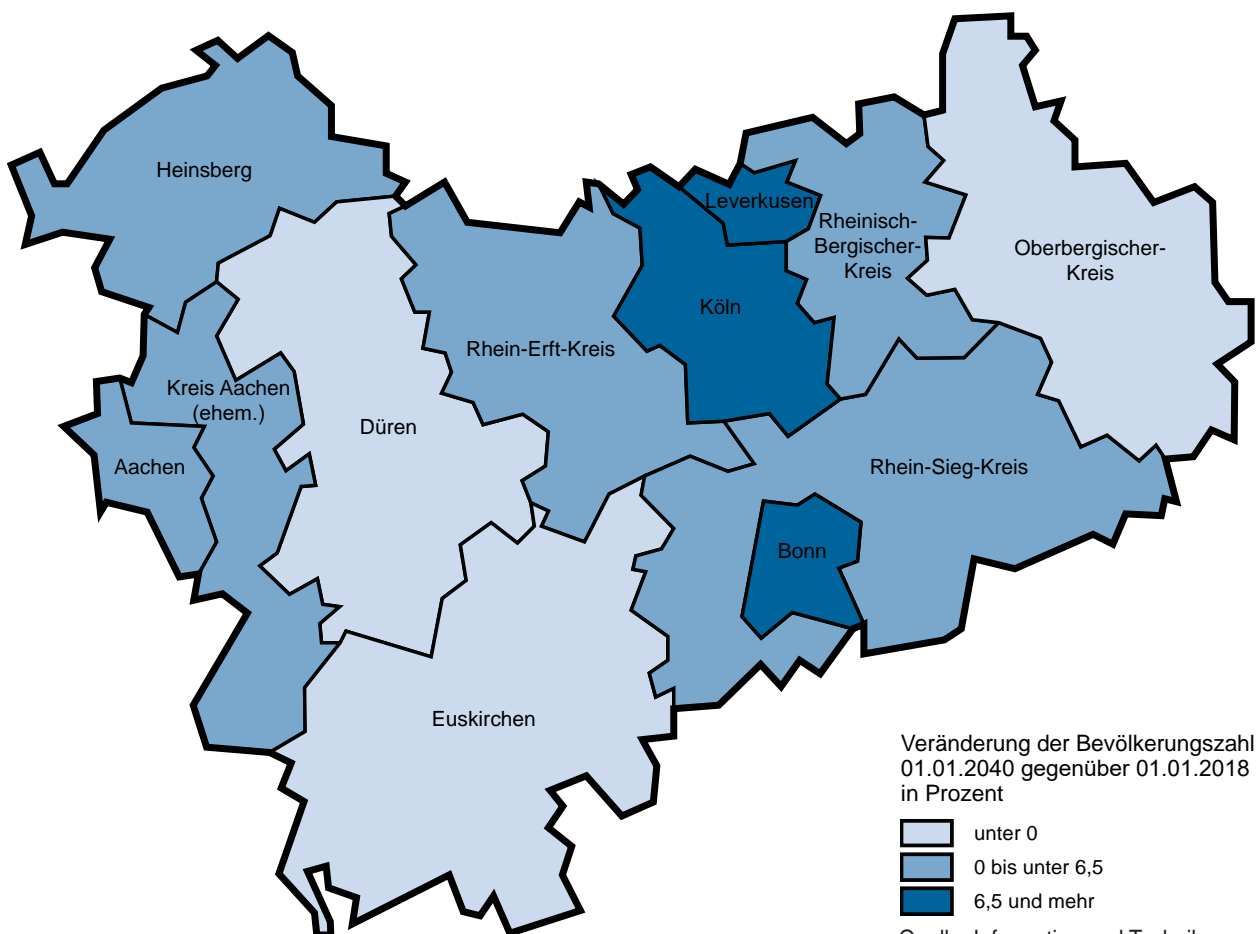 Heinsberg
Leverkusen
Rheinisch-
Bergischer-
Kreis
Oberbergischer-
Kreis
Köln
Rhein-Erft-Kreis
Kreis Aachen
(ehem.)
Düren
Aachen
Rhein-Sieg-Kreis
Bonn
Euskirchen
Veränderung der Bevölkerungszahl
01.01.2040 gegenüber 01.01.2018
in Prozent
unter 0
0 bis unter 6,5
6,5 und mehr